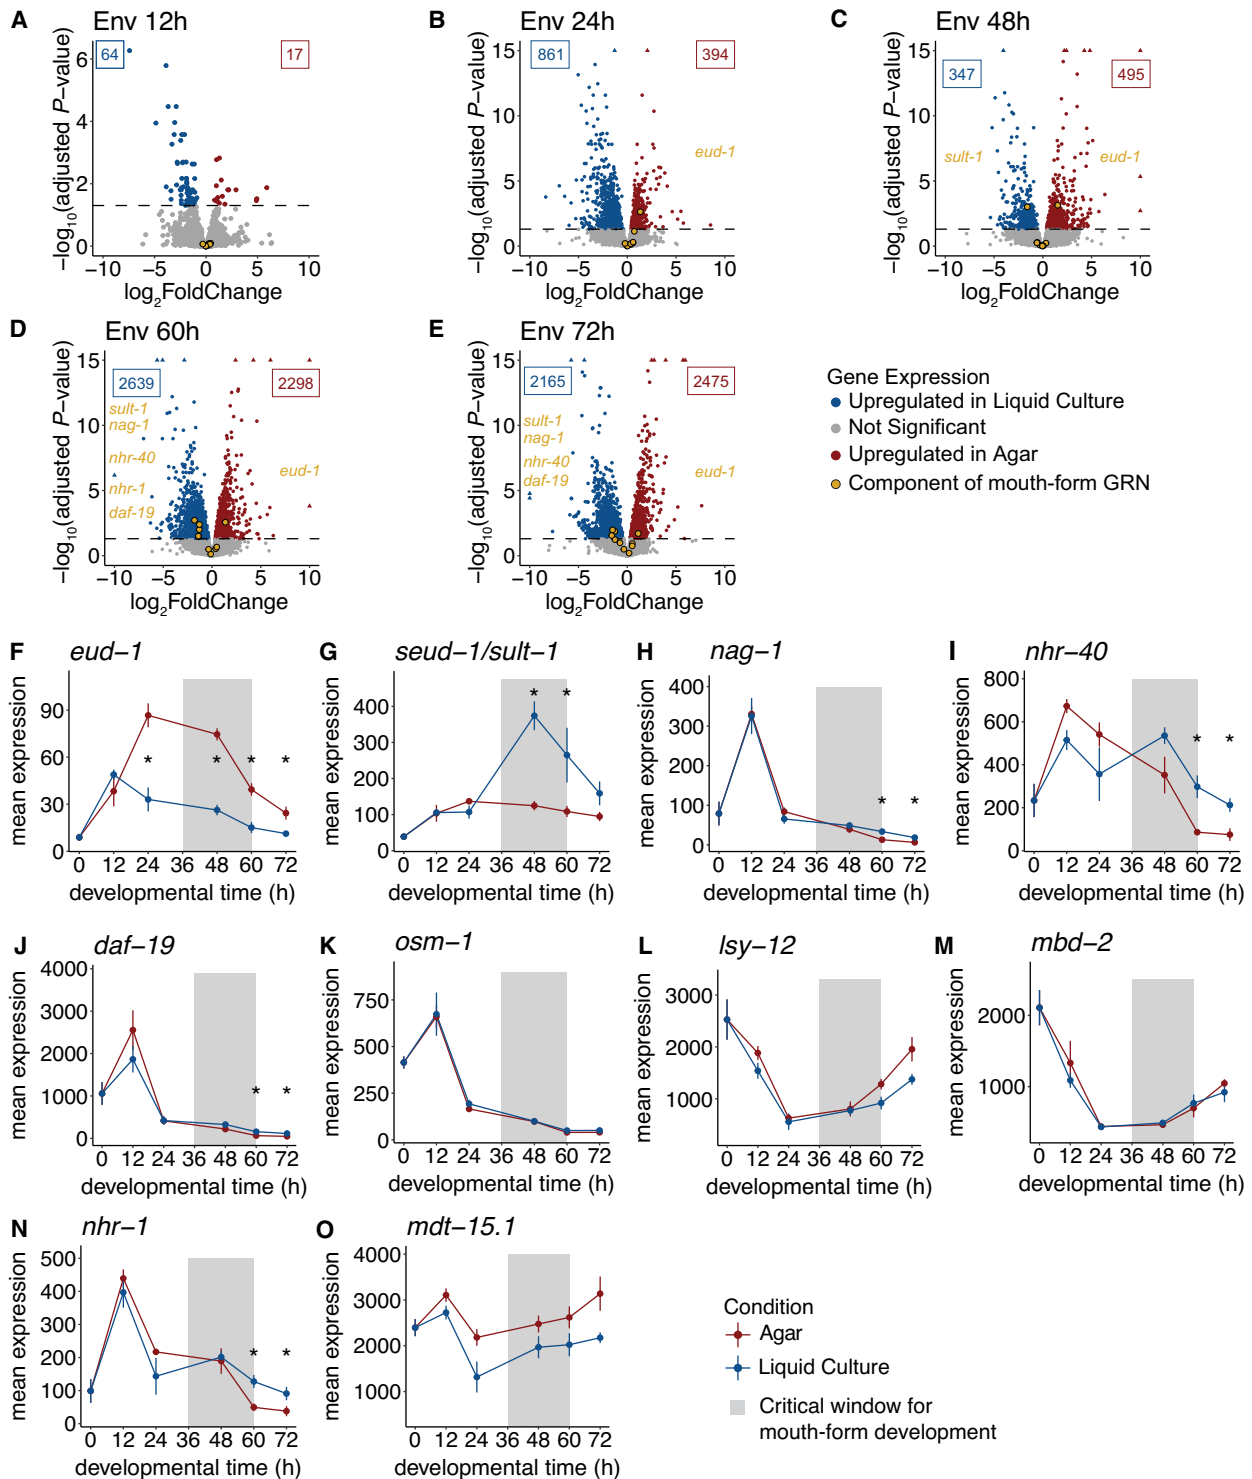 A Env 12h
−log10(adjusted P−value)
6
4
2
0
64
17
−10 −5 0 5 10
log2FoldChange
B Env 24h
−log10(adjusted P−value)
15
10
5
0
861
394
eud-1
−10 −5 0 5 10
log2FoldChange
C Env 48h
−log10(adjusted P−value)
15
10
5
0
347
495
sult-1
eud-1
−10 −5 0 5 10
log2FoldChange
D Env 60h
−log10(adjusted P−value)
15
10
5
0
2639
2298
sult-1
nag-1
nhr-40
nhr-1
daf-19
eud-1
−10 −5 0 5 10
log2FoldChange
E Env 72h
−log10(adjusted P−value)
15
10
5
0
2165
2475
sult-1
nag-1
nhr-40
daf-19
eud-1
−10 −5 0 5 10
log2FoldChange
Gene Expression
Upregulated in Liquid Culture
Not Significant
Upregulated in Agar
Component of mouth-form GRN
F eud−1
mean expression
90
60
30
0
* * * *
0 12 24 36 48 60 72
developmental time (h)
G seud−1/sult−1
mean expression
400
300
200
100
0
* *
0 12 24 36 48 60 72
developmental time (h)
H nag−1
mean expression
400
300
200
100
0
* *
0 12 24 36 48 60 72
developmental time (h)
I nhr−40
mean expression
800
600
400
200
0
* *
0 12 24 36 48 60 72
developmental time (h)
J daf−19
mean expression
4000
3000
2000
1000
0
* *
0 12 24 36 48 60 72
developmental time (h)
K osm−1
mean expression
750
500
250
0
0 12 24 36 48 60 72
developmental time (h)
L lsy−12
mean expression
3000
2000
1000
0 12 24 36 48 60 72
developmental time (h)
M mbd−2
mean expression
2000
1000
0 12 24 36 48 60 72
developmental time (h)
N nhr−1
mean expression
500
400
300
200
100
0
* *
0 12 24 36 48 60 72
developmental time (h)
O mdt−15.1
mean expression
4000
3000
2000
1000
0 12 24 36 48 60 72
developmental time (h)
Condition
Agar
Liquid Culture
Critical window for
mouth-form development